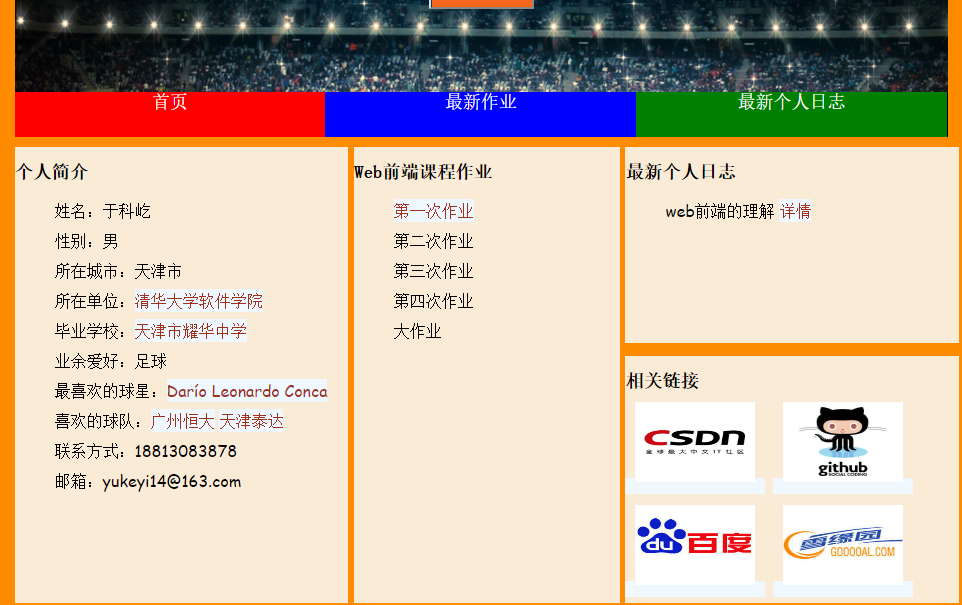 首页
最新作业
最新个人日志
个人简介
姓名：于科屹
性别：男
所在城市：天津市
所在单位：清华大学软件学院
毕业学校：天津市耀华中学
业余爱好：足球
最喜欢的球星：Darío Leonardo Conca
喜欢的球队：广州恒大 天津泰达
联系方式：18813083878
邮箱：yukeyi14@163.com
Web前端课程作业
第一次作业
第二次作业
第三次作业
第四次作业
大作业
最新个人日志
web前端的理解 详情
相关链接
CSDN
全球最大中文IT社区
github
SOCIAL CODING
du 百度
雪缘园
GOOOOAL.COM